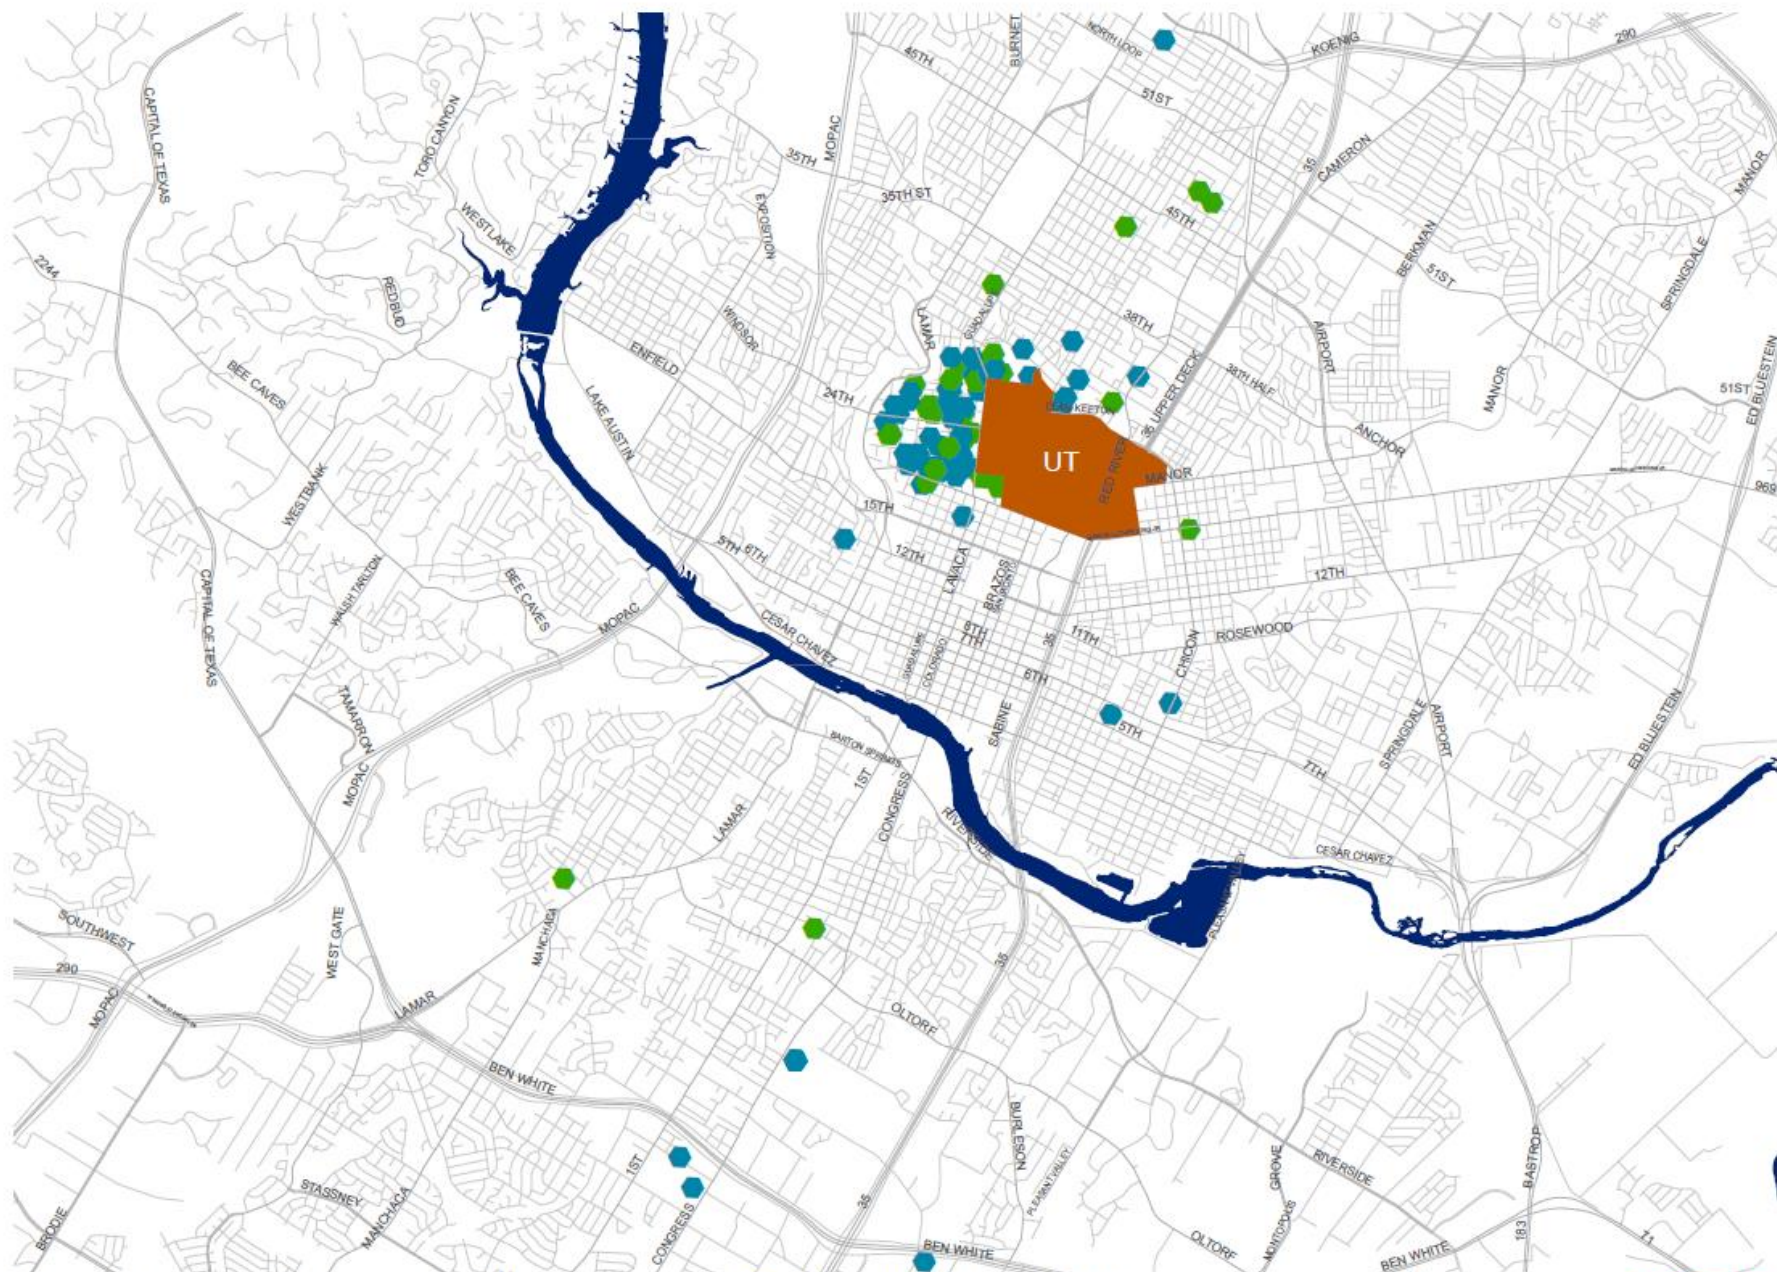 BURNET
NORTH LOOP
KOENIG
290
45TH
51ST
CAPITAL OF TEXAS
TORO CANYON
MOPAC
35TH
35
CAMERON
MANOR
35TH ST
EXPOSITION
45TH
WESTLAKE
BERKMAN
51ST
SPRINGDALE
2244
REDBUD
LAMAR
38TH
WINDSOR
AIRPORT
ENFIELD
BEE CAVES
UPPER DECK
35
38TH HALF
MANOR
51ST
ED BLUESTEIN
24TH
LAKE AUSTIN
DEAN KEETON
ANCHOR
UT
RED RIVER
MANOR
WESTBANK
969
15TH
5TH
6TH
12TH
LAVACA
BRAZOS
SAN JACINTO
12TH
CAPITAL OF TEXAS
WALSH TARLTON
BEE CAVES
MOPAC
CESAR CHAVEZ
8TH
7TH
35
11TH
ROSEWOOD
GUADALUPE
COLORADO
6TH
CHICON
TAMARRON
SABINE
5TH
SPRINGDALE
AIRPORT
ED BLUESTEIN
BARTON SPRINGS
7TH
MOPAC
1ST
CONGRESS
LAMAR
RIVERSIDE
CESAR CHAVEZ
PLEASANT VALLEY
SOUTHWEST
WEST GATE
MANCHACA
290
35
MOPAC
LAMAR
OLTORF
BEN WHITE
BURLESON
1ST
PLEASANT VALLEY
GROVE
RIVERSIDE
BASTROP
STASSNEY
MANCHACA
35
BRODIE
CONGRESS
BEN WHITE
OLTORF
MONTOPOLIS
BEN WHITE
183
71